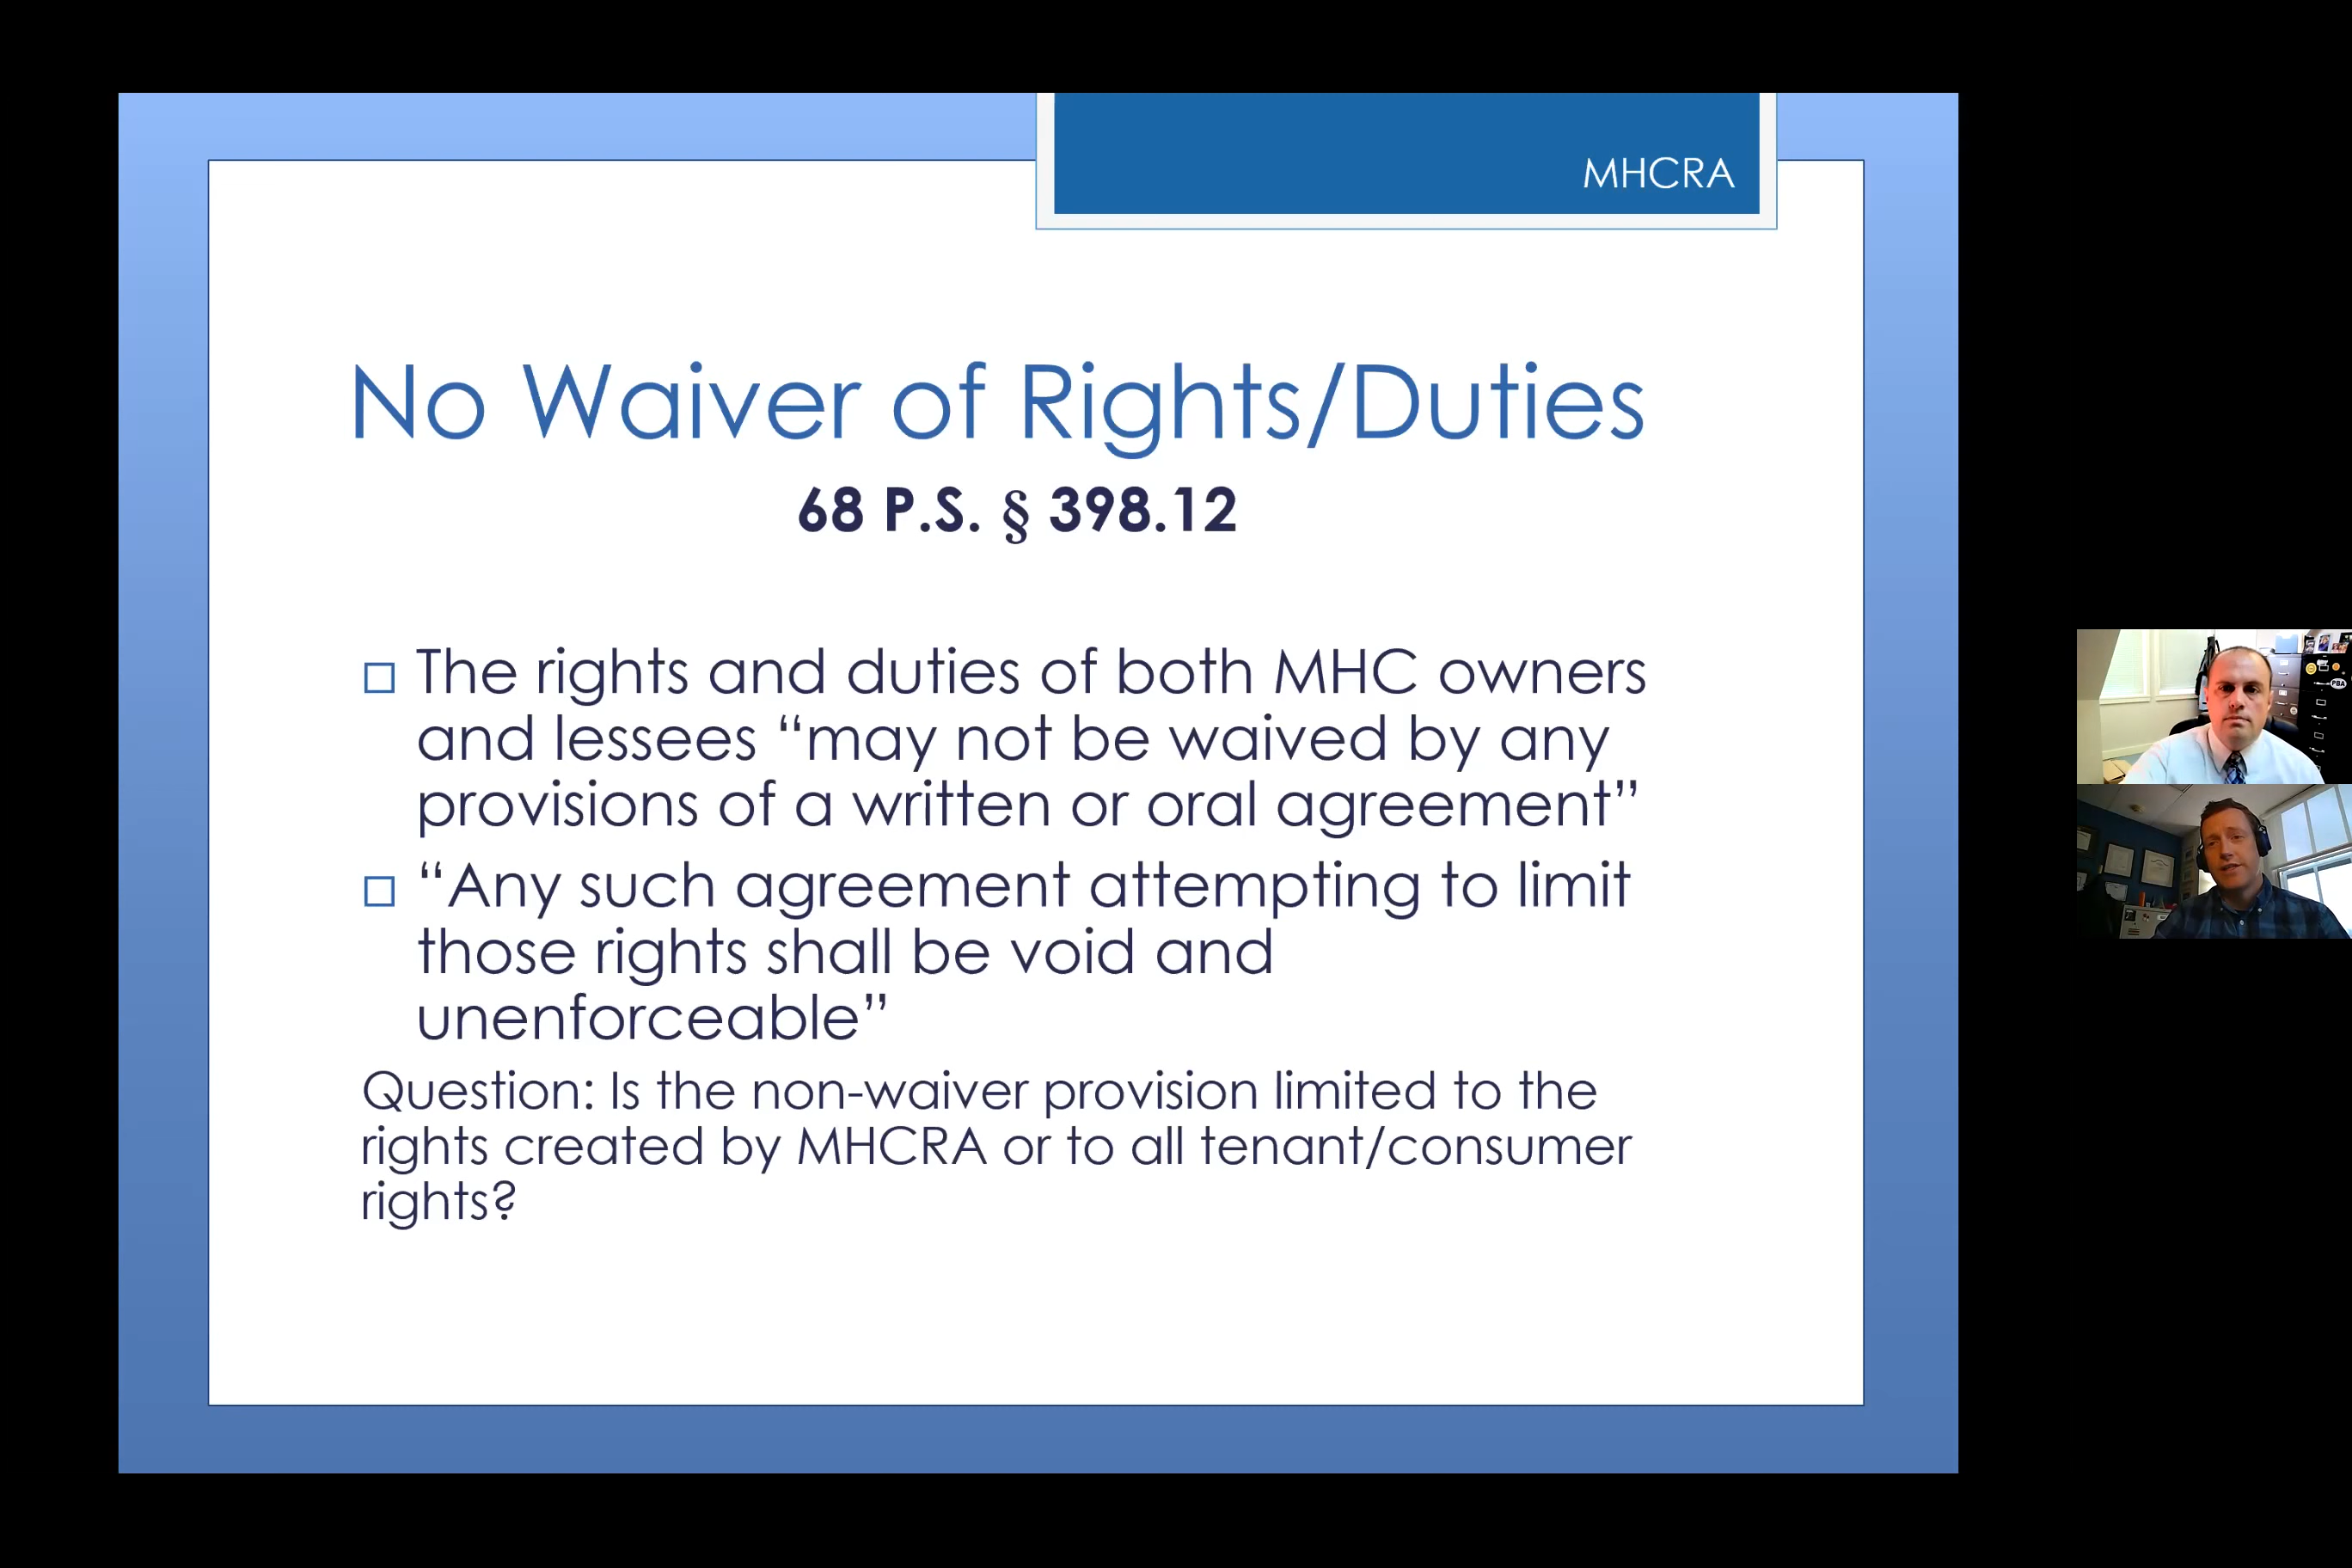 MHCRA
No Waiver of Rights/Duties
68 P.S. § 398.12
□ The rights and duties of both MHC owners
and lessees “may not be waived by any
provisions of a written or oral agreement”
□ “Any such agreement attempting to limit
those rights shall be void and
unenforceable”
Question: Is the non-waiver provision limited to the
rights created by MHCRA or to all tenant/consumer
rights?
PBA